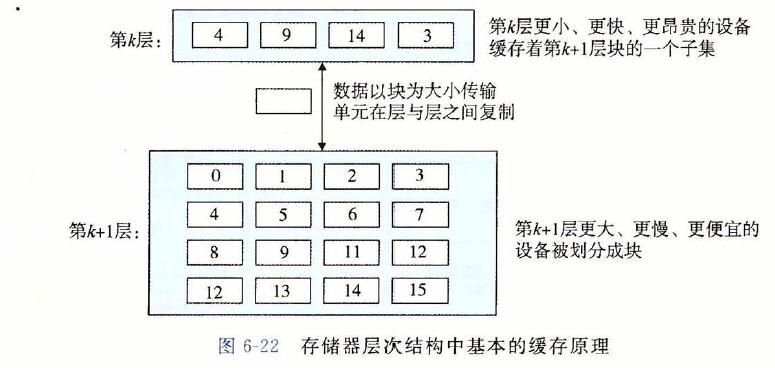 第k层:
4 9 14 3
第k层更小、更快、更昂贵的设备
缓存着第k+1层块的一个子集
数据以块为大小传输
单元在层与层之间复制
第k+1层:
0 1 2 3
4 5 6 7
8 9 11 12
12 13 14 15
第k+1层更大、更慢、更便宜的
设备被划分成块
图 6-22 存储器层次结构中基本的缓存原理